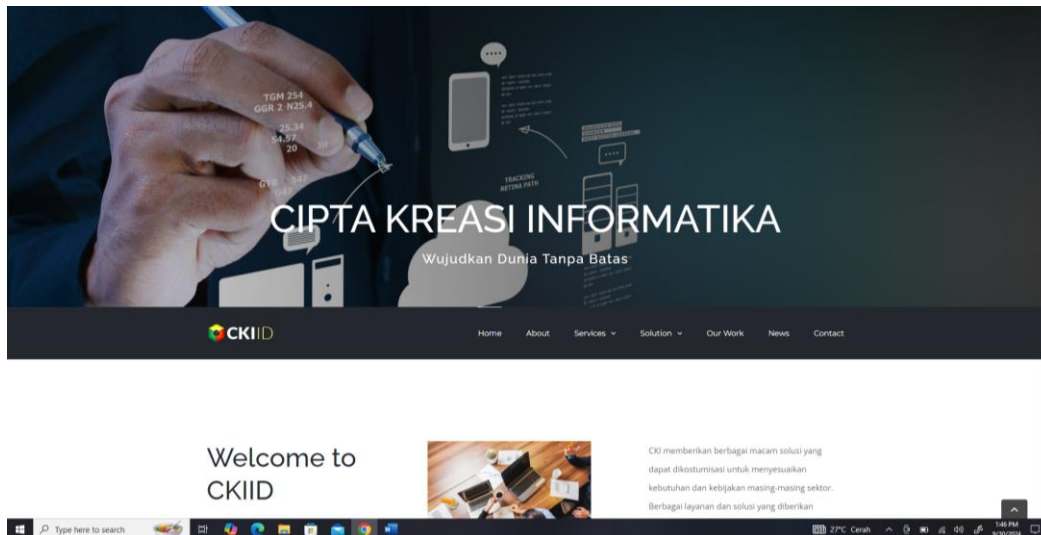 TGM 254
GGR 2 N25.4
25.34
54.57
20
TRACKING
RETINA PATH
CIPTA KREASI INFORMATIKA
Wujudkan Dunia Tanpa Batas
CKIID Home About Services Solution Our Work News Contact
Welcome to
CKIID
CKI memberikan berbagai macam solusi yang
dapat dikostumisasi untuk menyesuaikan
kebutuhan dan kebijakan masing-masing sektor.
Berbagai layanan dan solusi yang diberikan
Type here to search 27°C Cerah 1:46 PM
6/30/2024